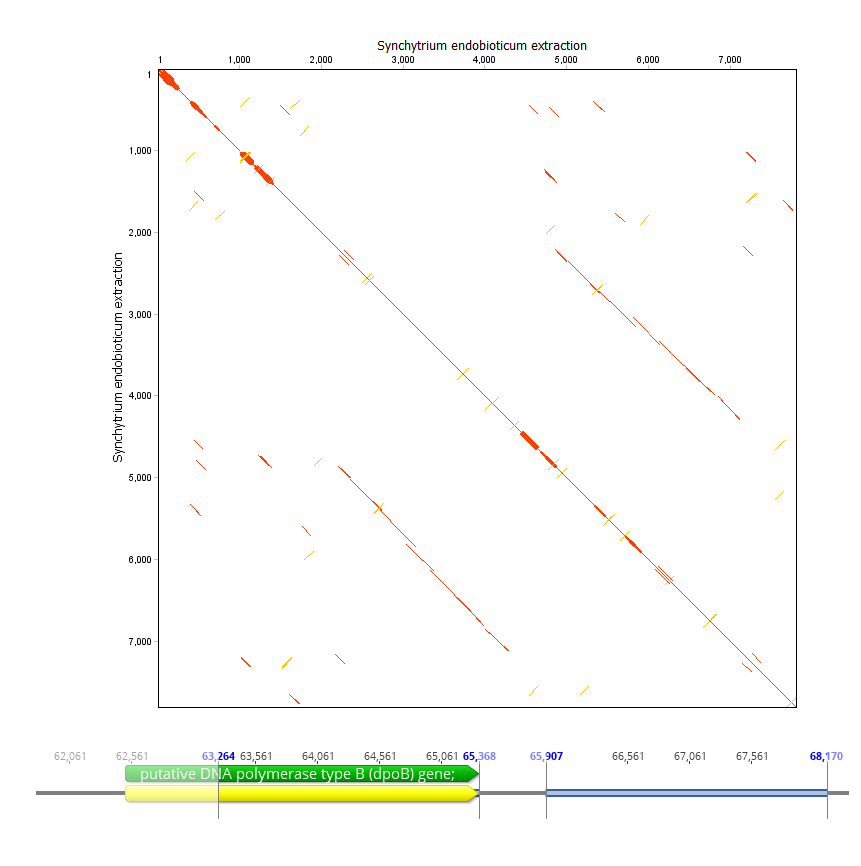 Synchytrium endobioticum extraction
1 1,000 2,000 3,000 4,000 5,000 6,000 7,000
1
1,000
2,000
3,000
4,000
5,000
6,000
7,000
Synchytrium endobioticum extraction
62,061 62,561 63,264 63,561 64,061 64,561 65,061 65,368 65,907 66,561 67,061 67,561 68,170
putative DNA polymerase type B (dpoB) gene;